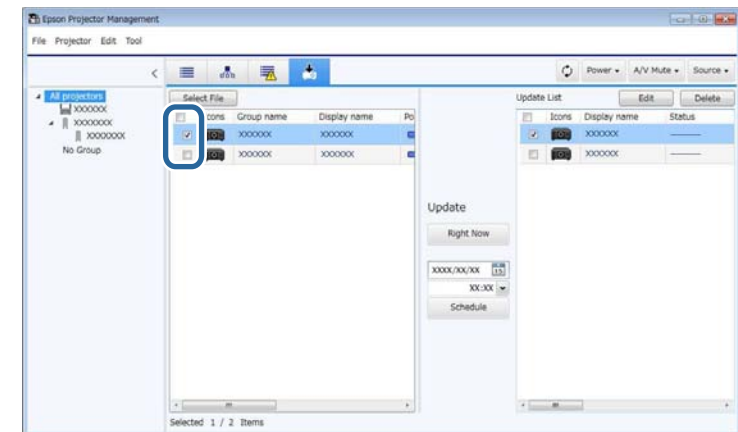 Epson Projector Management
File Projector Edit Tool
< Power A/V Mute Source
All projectors
XXXXXX
XXXXXXX
XXXXXXX
No Group
Select File
cons Group name Display name Po
XXXXXX XXXXXX
XXXXXX XXXXXX
Update
Right Now
XXXX/XX/XX 15
XX:XX
Schedule
Update List Edit Delete
Icons Display name Status
XXXXXX ———
XXXXXX ———
Selected 1 / 2 Items